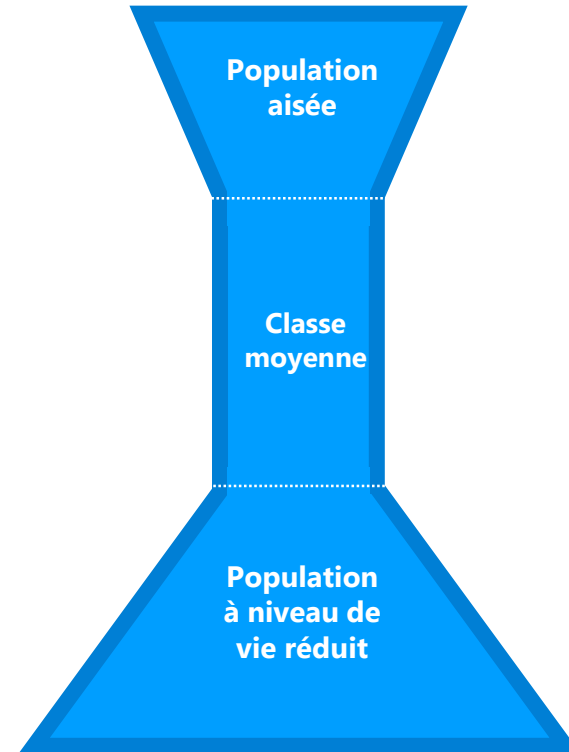 Population
aisée
Classe
moyenne
Population
à niveau de
vie réduit